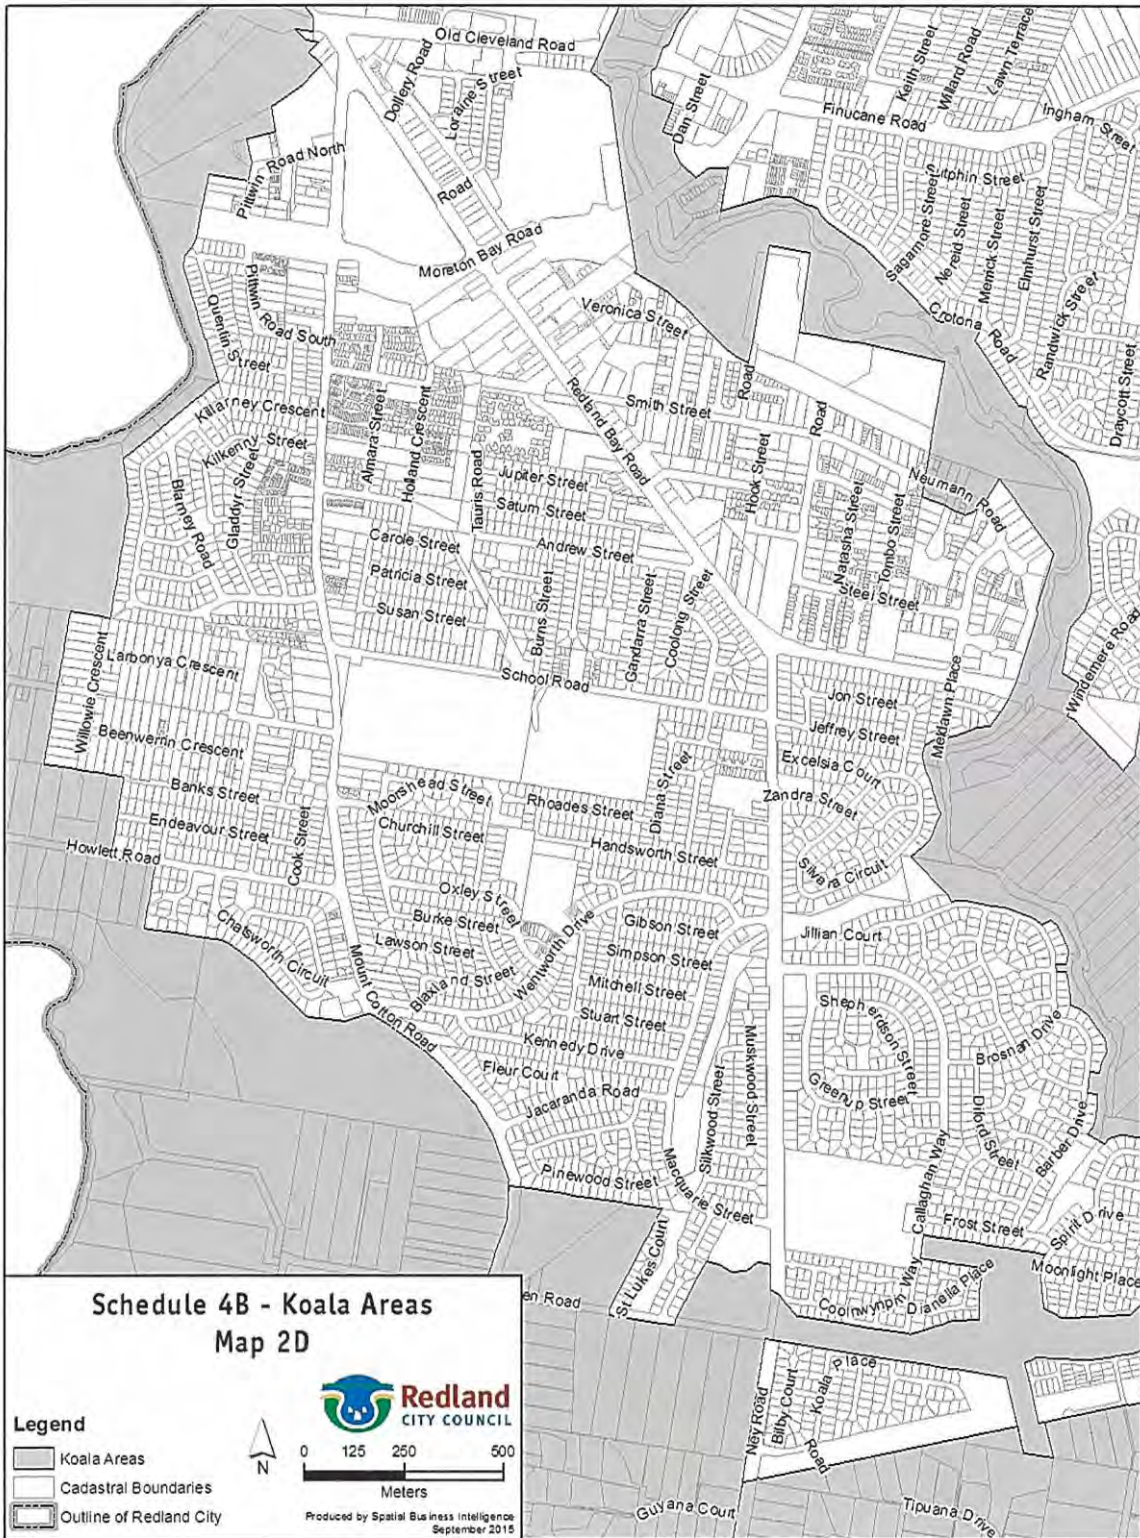 Old Cleveland Road
Dollery Road
Loraine Street
Dan Street
Keith Street
Willard Road
Lawn Terrace
Finucane Road
Ingham Street
Pittwin Road North
Road
Moreton Bay Road
Sutphin Street
Sagamore Street
Nereid Street
Merrick Street
Elmhurst Street
Randwick Street
Crotona Road
Draycott Street
Pittwin Road South
Quentin Street
Veronica Street
Redland Bay Road
Smith Street
Road
Road
Killarney Crescent
Kilkenny Street
Gladdyr Street
Blarney Road
Almara Street
Holland Crescent
Tauris Road
Jupiter Street
Saturn Street
Andrew Street
Hook Street
Natasha Street
Tombo Street
Neumann Road
Steel Street
Carole Street
Patricia Street
Susan Street
Burns Street
Gandarra Street
Coolong Street
School Road
Windemere Road
Meklawn Place
Willowie Crescent
Larbonya Crescent
Beenwerrin Crescent
Banks Street
Endeavour Street
Howlett Road
Cook Street
Jon Street
Jeffrey Street
Excelsia Court
Zandra Street
Silvara Circuit
Moorshead Street
Churchill Street
Rhoades Street
Diana Street
Handsworth Street
Oxley Street
Burke Street
Lawson Street
Blaxland Street
Wentworth Drive
Gibson Street
Simpson Street
Mitchell Street
Stuart Street
Kennedy Drive
Chatsworth Circuit
Mount Cotton Road
Fleur Court
Jacaranda Road
Pinewood Street
Macquarie Street
Silkwood Street
Muskwood Street
St Lukes Court
Jillian Court
Shepherdson Street
Greenup Street
Brosnan Drive
Diford Street
Barber Drive
Callaghan Way
Frost Street
Spirit Drive
Moonlight Place
Coolnwynpin Way
Dianella Place
en Road
Ney Road
Bilby Court
Koala Place
Road
Guyana Court
Tipuana Drive
Schedule 4B - Koala Areas
Map 2D
Redland
CITY COUNCIL
Legend
Koala Areas
Cadastral Boundaries
Outline of Redland City
N
0 125 250 500
Meters
Produced by Spatial Business Intelligence
September 2015